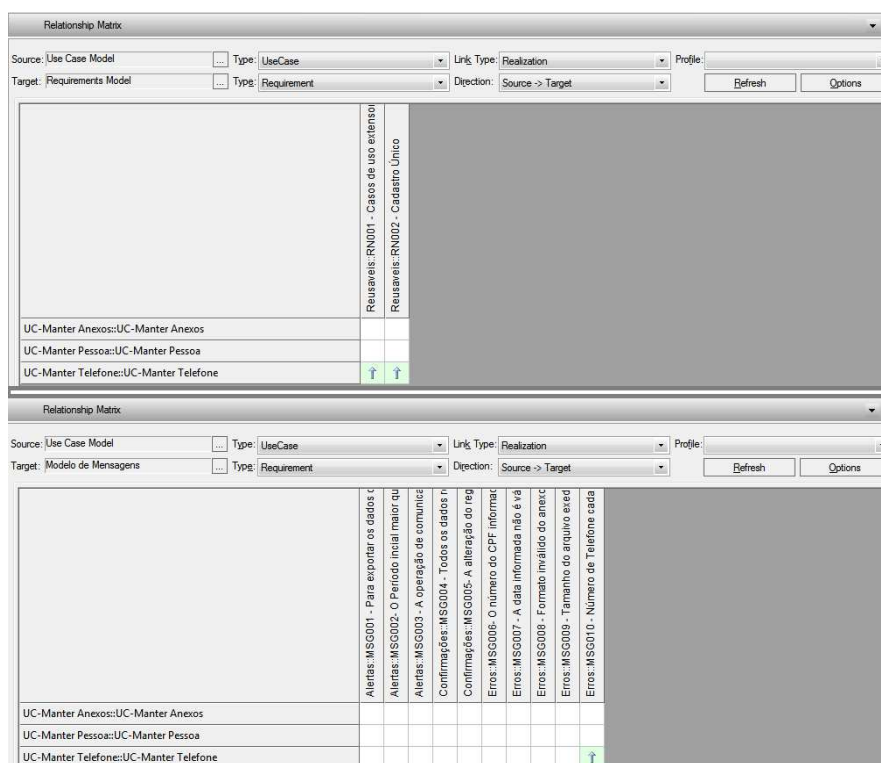 Relationship Matrix
Source: Use Case Model ... Type: UseCase Link Type: Realization Profile:
Target: Requirements Model ... Type: Requirement Direction: Source -> Target Refresh Options
Reusaveis::RN001 - Casos de uso extensor
Reusaveis::RN002 - Cadastro Único
UC-Manter Anexos::UC-Manter Anexos
UC-Manter Pessoa::UC-Manter Pessoa
UC-Manter Telefone::UC-Manter Telefone
Relationship Matrix
Source: Use Case Model ... Type: UseCase Link Type: Realization Profile:
Target: Modelo de Mensagens ... Type: Requirement Direction: Source -> Target Refresh Options
Alertas::MSG001 - Para exportar os dados c
Alertas::MSG002- O Período incial maior qu
Alertas::MSG003 - A operação de comunica
Confirmações::MSG004 - Todos os dados r
Confirmações::MSG005- A alteração do reg
Erros::MSG006- O número do CPF informac
Erros::MSG007 - A data informada não é vá
Erros::MSG008 - Formato inválido do anexo
Erros::MSG009 - Tamanho do arquivo exed
Erros::MSG010 - Número de Telefone cada
UC-Manter Anexos::UC-Manter Anexos
UC-Manter Pessoa::UC-Manter Pessoa
UC-Manter Telefone::UC-Manter Telefone